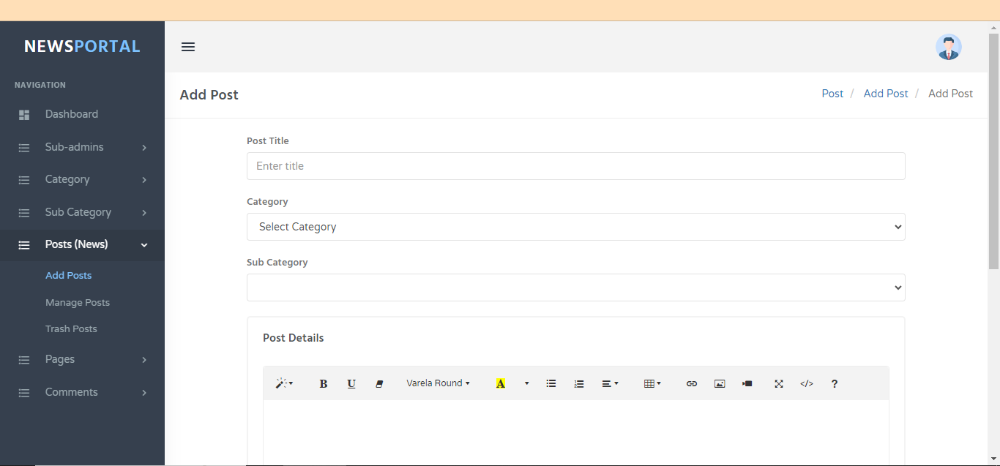 NEWSPORTAL
NAVIGATION
Dashboard
Sub-admins
Category
Sub Category
Posts (News)
Add Posts
Manage Posts
Trash Posts
Pages
Comments
Add Post
Post / Add Post / Add Post
Post Title
Enter title
Category
Select Category
Sub Category
Post Details
B U Varela Round A </> ?